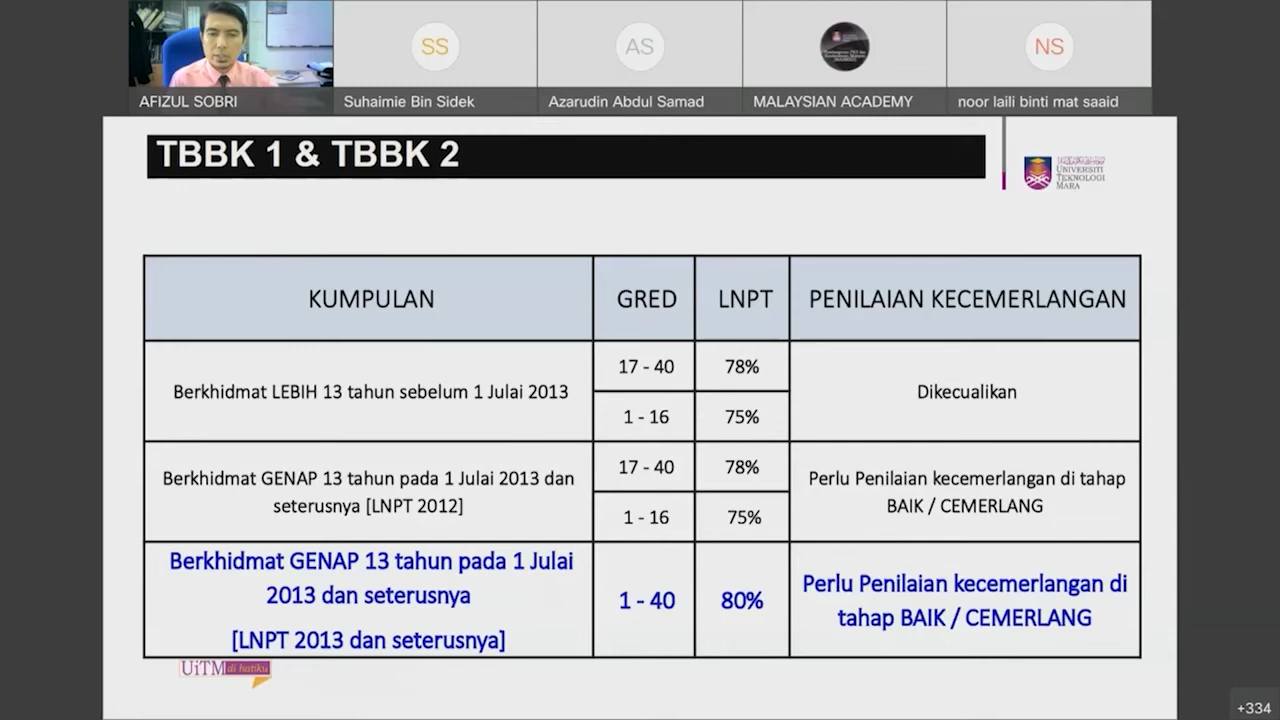 SS
AS
NS
AFIZUL SOBRI
Suhaimie Bin Sidek
Azarudin Abdul Samad
MALAYSIAN ACADEMY
noor laili binti mat saaid
TBBK 1 & TBBK 2
UNIVERSITI
TEKNOLOGI
MARA
KUMPULAN
GRED
LNPT
PENILAIAN KECEMERLANGAN
Berkhidmat LEBIH 13 tahun sebelum 1 Julai 2013
17 - 40
78%
1 - 16
75%
Dikecualikan
Berkhidmat GENAP 13 tahun pada 1 Julai 2013 dan
seterusnya [LNPT 2012]
17 - 40
78%
1 - 16
75%
Perlu Penilaian kecemerlangan di tahap
BAIK / CEMERLANG
Berkhidmat GENAP 13 tahun pada 1 Julai
2013 dan seterusnya
[LNPT 2013 dan seterusnya]
1 - 40
80%
Perlu Penilaian kecemerlangan di
tahap BAIK / CEMERLANG
UiTM di hatiku
+334